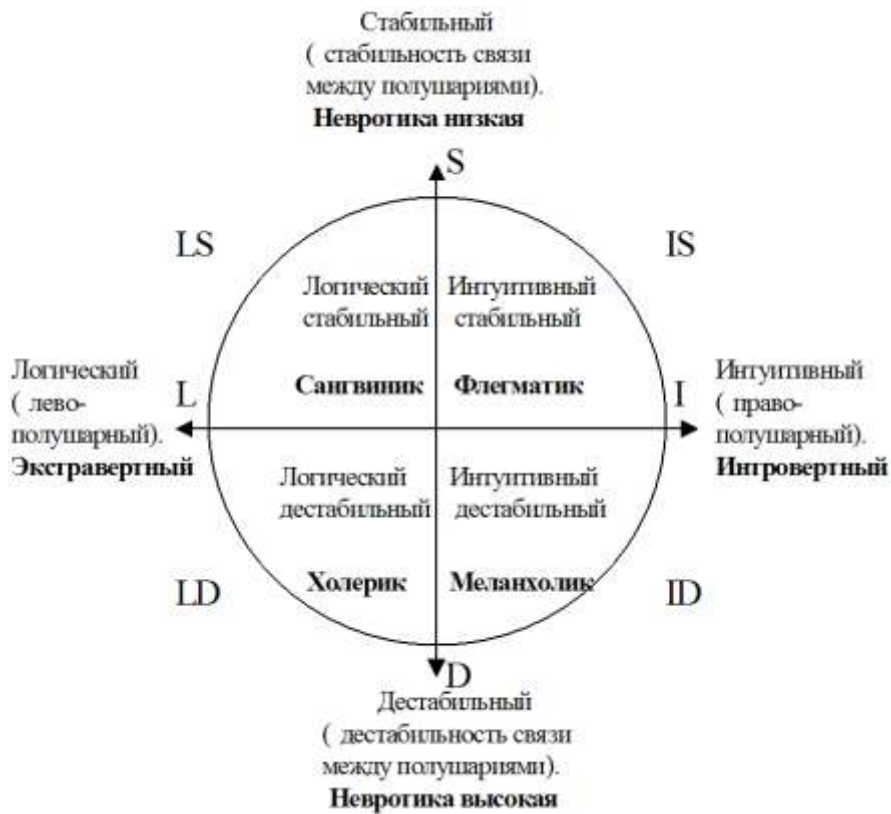 Стабильный
( стабильность связи
между полушариями).
Невротика низкая
S
LS
IS
Логический
стабильный
Интуитивный
стабильный
Логический
( лево-
полушарный).
Экстравертный
L
Сангвиник
Флегматик
I
Интуитивный
( право-
полушарный).
Интровертный
Логический
дестабильный
Интуитивный
дестабильный
LD
Холерик
Меланхолик
ID
D
Дестабильный
( дестабильность связи
между полушариями).
Невротика высокая